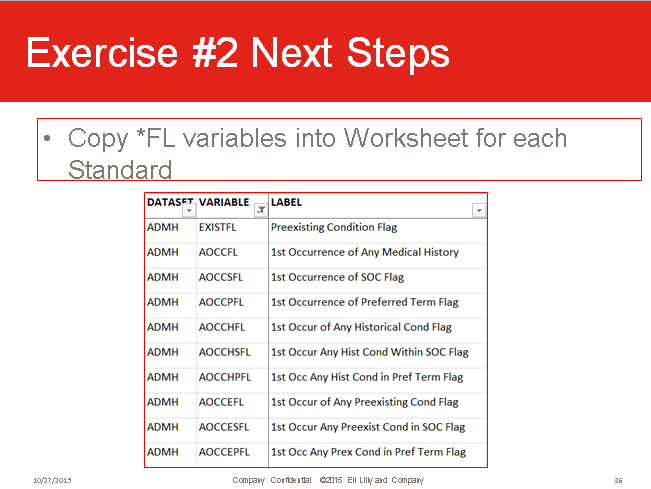 Exercise #2 Next Steps
• Copy *FL variables into Worksheet for each
Standard
DATASET VARIABLE LABEL
ADMH EXISTFL Preexisting Condition Flag
ADMH AOCCFL 1st Occurrence of Any Medical History
ADMH AOCCSFL 1st Occurrence of SOC Flag
ADMH AOCCPFL 1st Occurrence of Preferred Term Flag
ADMH AOCCHFL 1st Occur of Any Historical Cond Flag
ADMH AOCCHSFL 1st Occur Any Hist Cond Within SOC Flag
ADMH AOCCHPFL 1st Occ Any Hist Cond in Pref Term Flag
ADMH AOCCEFL 1st Occur of Any Preexisting Cond Flag
ADMH AOCCESFL 1st Occur Any Preexist Cond in SOC Flag
ADMH AOCCEPFL 1st Occ Any Prex Cond in Pref Term Flag
10/27/2015 Company Confidential ©2015 Eli Lilly and Company 36